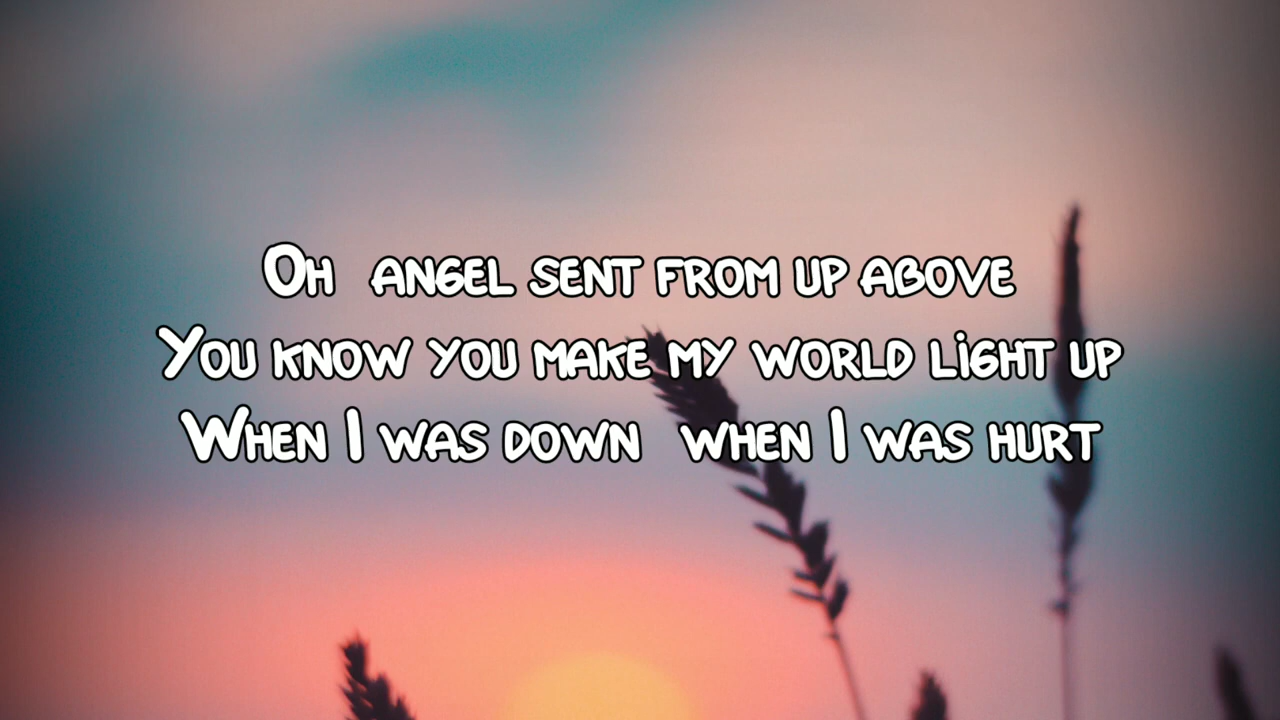 Oh angel sent from up above
You know you make my world light up
When I was down when I was hurt